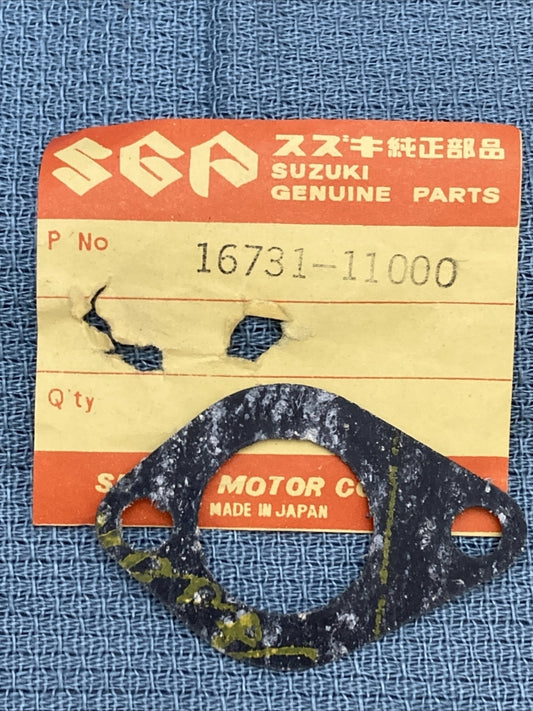 SGP スズキ純正部品
SUZUKI
GENUINE PARTS
P No 16731-11000
Q'ty
MOTOR CO
MADE IN JAPAN